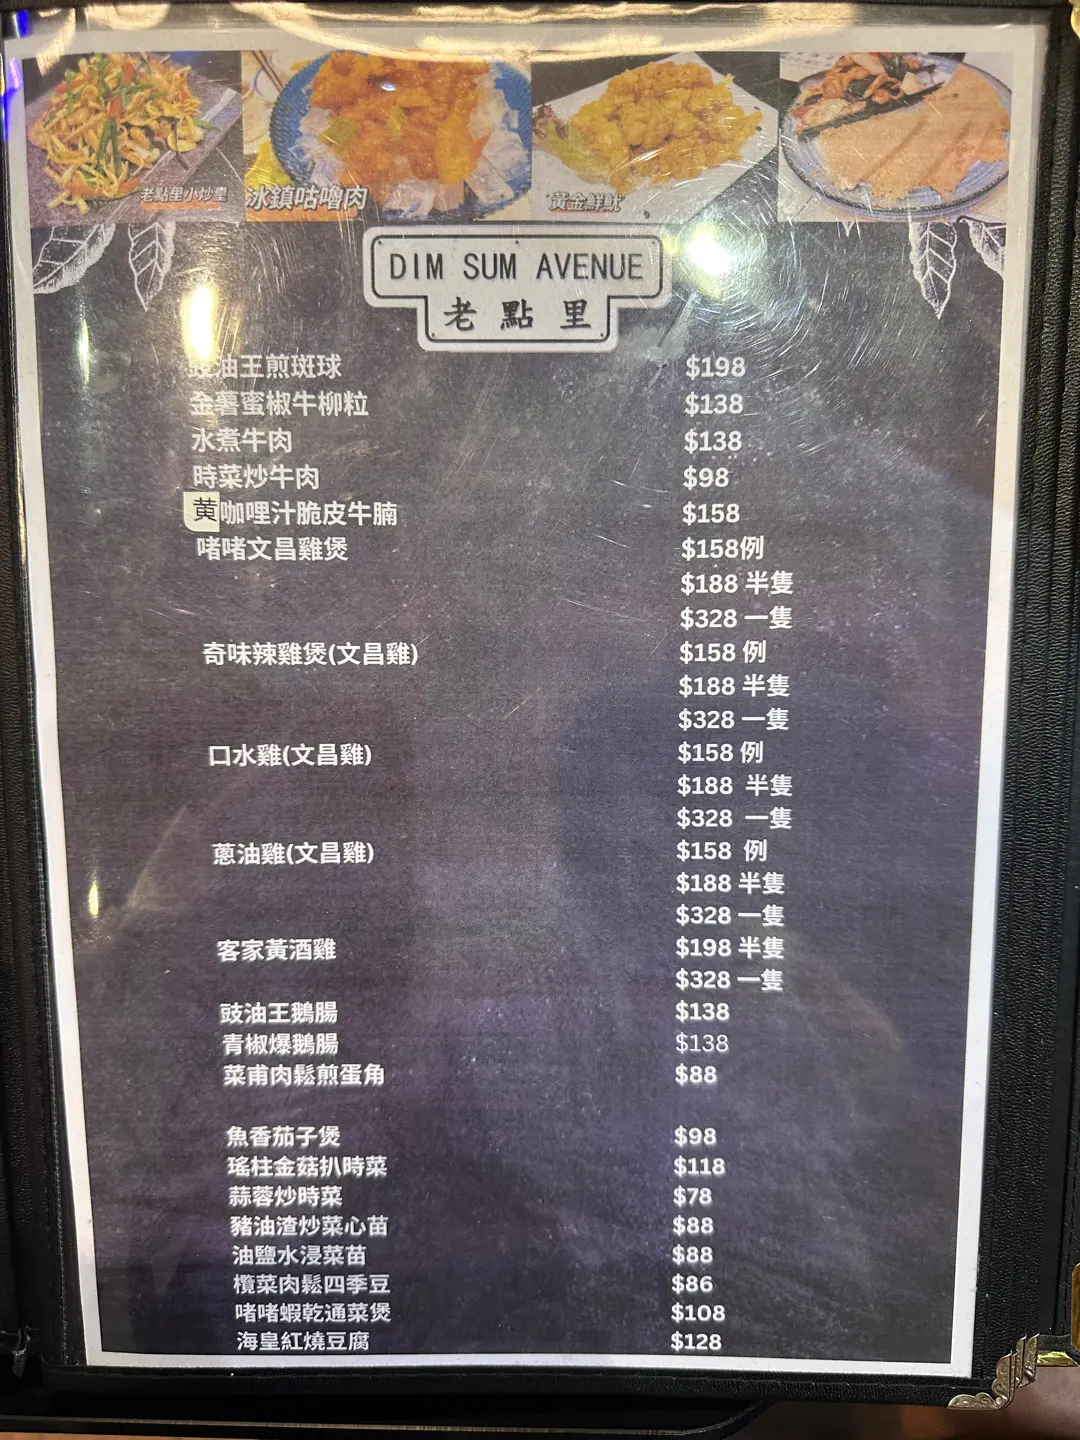 老點里小炒皇
冰鎮咕嚕肉
黃金鮮魷
DIM SUM AVENUE
老點里
豉油王煎斑球 $198
金薯蜜椒牛柳粒 $138
水煮牛肉 $138
時菜炒牛肉 $98
黄咖哩汁脆皮牛腩 $158
啫啫文昌雞煲 $158例
$188 半隻
$328 一隻
奇味辣雞煲(文昌雞) $158 例
$188 半隻
$328 一隻
口水雞(文昌雞) $158 例
$188 半隻
$328 一隻
蔥油雞(文昌雞) $158 例
$188 半隻
$328 一隻
客家黃酒雞 $198 半隻
$328 一隻
豉油王鵝腸 $138
青椒爆鵝腸 $138
菜甫肉鬆煎蛋角 $88
魚香茄子煲 $98
瑤柱金菇扒時菜 $118
蒜蓉炒時菜 $78
豬油渣炒菜心苗 $88
油鹽水浸菜苗 $88
欖菜肉鬆四季豆 $86
啫啫蝦乾通菜煲 $108
海皇紅燒豆腐 $128